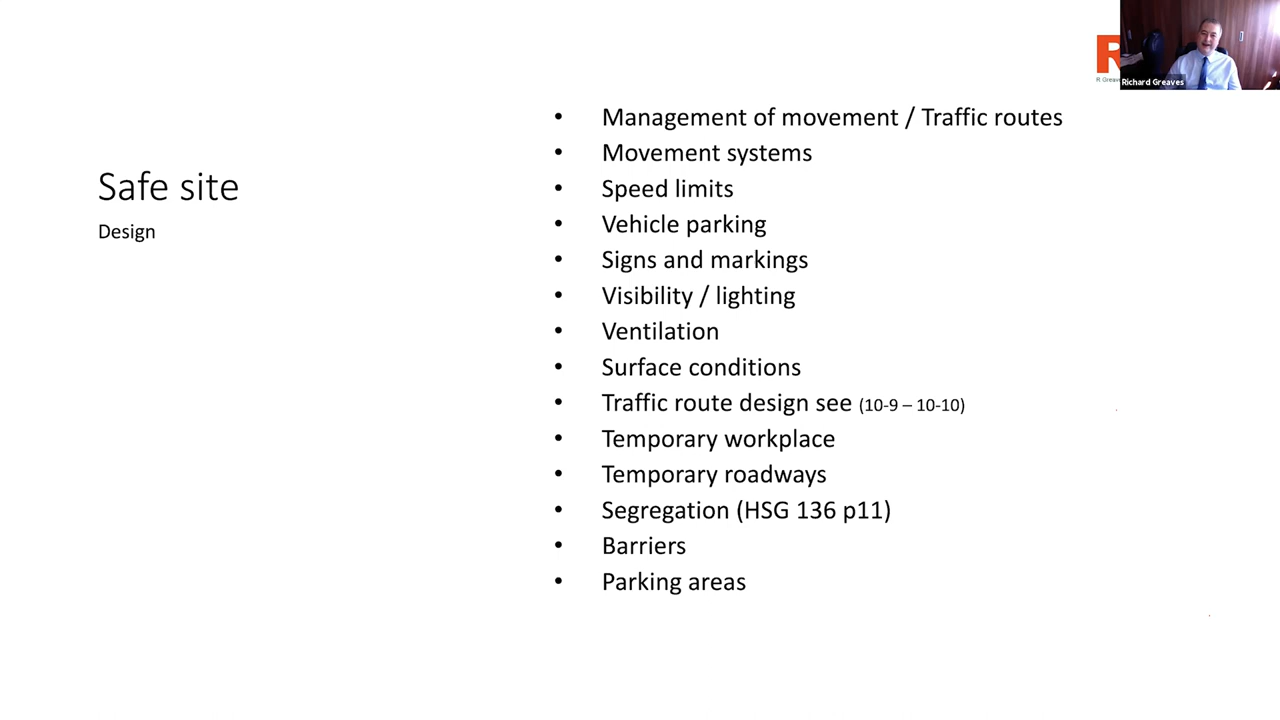 R
R Greav
Richard Greaves
Safe site
Design
• Management of movement / Traffic routes
• Movement systems
• Speed limits
• Vehicle parking
• Signs and markings
• Visibility / lighting
• Ventilation
• Surface conditions
• Traffic route design see (10-9 – 10-10)
• Temporary workplace
• Temporary roadways
• Segregation (HSG 136 p11)
• Barriers
• Parking areas